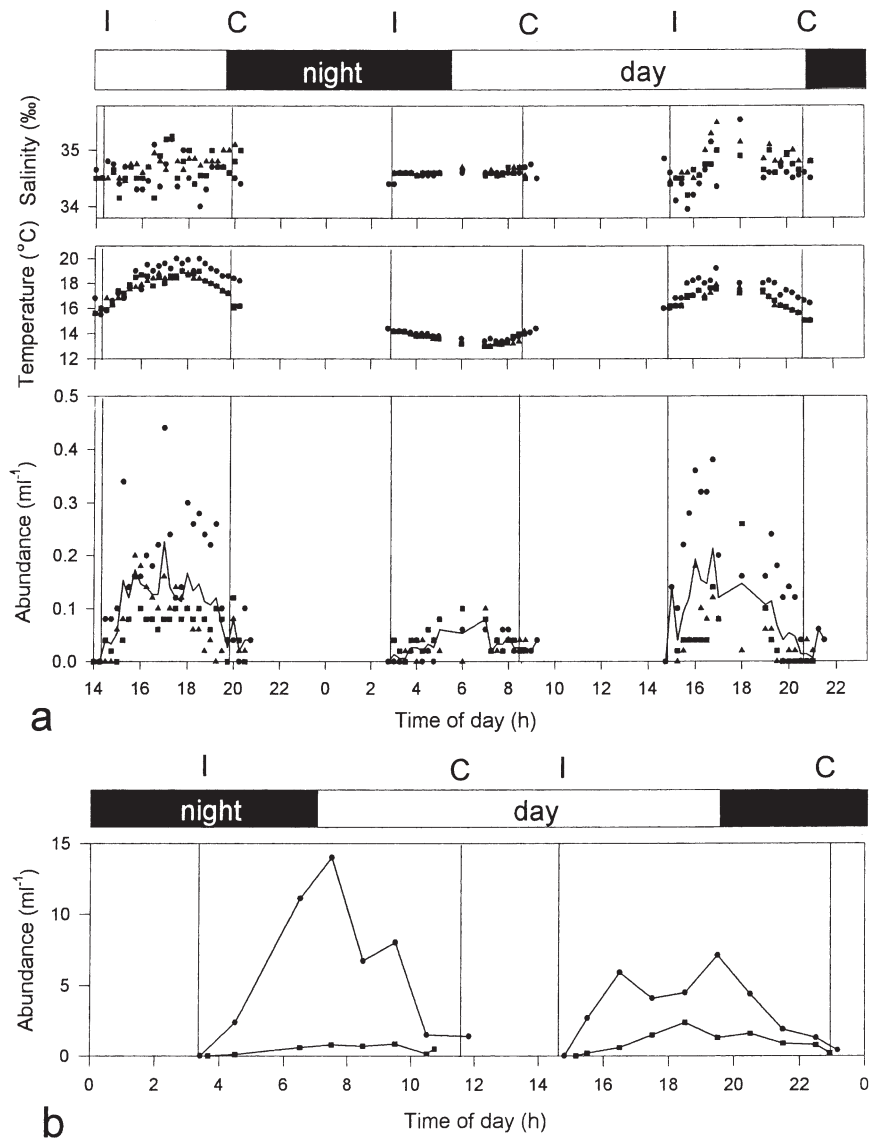 I C I C I C
night day
Salinity (‰)
35
34
Temperature (°C)
20
18
16
14
12
Abundance (ml⁻¹)
0.5
0.4
0.3
0.2
0.1
0.0
14 16 18 20 22 0 2 4 6 8 10 12 14 16 18 20 22
Time of day (h)
a
I C I C
night day
Abundance (ml⁻¹)
15
10
5
0
0 2 4 6 8 10 12 14 16 18 20 22 0
Time of day (h)
b